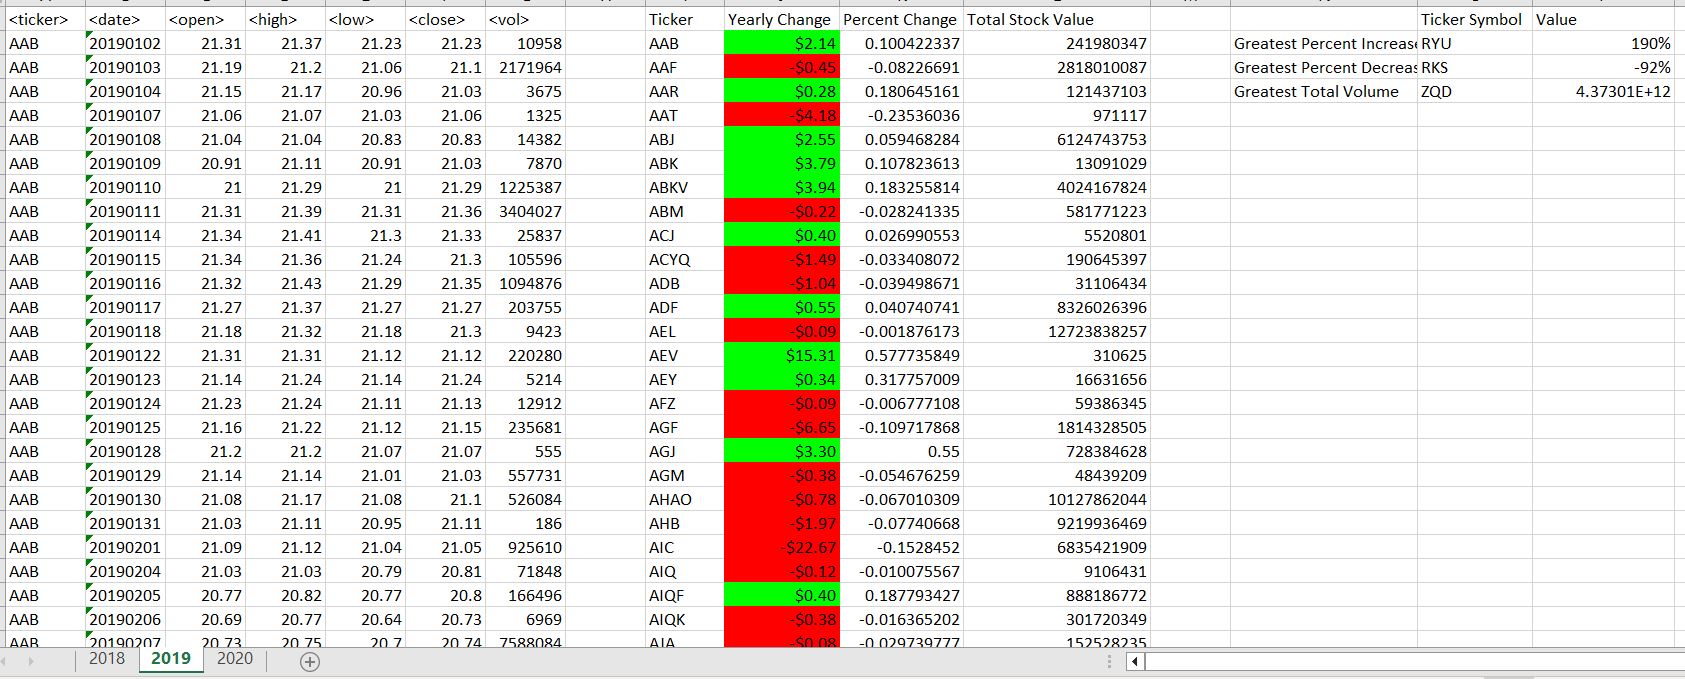 <ticker> <date> <open> <high> <low> <close> <vol> Ticker Yearly Change Percent Change Total Stock Value Ticker Symbol Value
AAB 20190102 21.31 21.37 21.23 21.23 10958 AAB $2.14 0.100422337 241980347 Greatest Percent Increase RYU 190%
AAB 20190103 21.19 21.2 21.06 21.1 2171964 AAF -$0.45 -0.08226691 2818010087 Greatest Percent Decreas RKS -92%
AAB 20190104 21.15 21.17 20.96 21.03 3675 AAR $0.28 0.180645161 121437103 Greatest Total Volume ZQD 4.37301E+12
AAB 20190107 21.06 21.07 21.03 21.06 1325 AAT -$4.18 -0.23536036 971117
AAB 20190108 21.04 21.04 20.83 20.83 14382 ABJ $2.55 0.059468284 6124743753
AAB 20190109 20.91 21.11 20.91 21.03 7870 ABK $3.79 0.107823613 13091029
AAB 20190110 21 21.29 21 21.29 1225387 ABKV $3.94 0.183255814 4024167824
AAB 20190111 21.31 21.39 21.31 21.36 3404027 ABM -$0.22 -0.028241335 581771223
AAB 20190114 21.34 21.41 21.3 21.33 25837 ACJ $0.40 0.026990553 5520801
AAB 20190115 21.34 21.36 21.24 21.3 105596 ACYQ -$1.49 -0.033408072 190645397
AAB 20190116 21.32 21.43 21.29 21.35 1094876 ADB -$1.04 -0.039498671 31106434
AAB 20190117 21.27 21.37 21.27 21.27 203755 ADF $0.55 0.040740741 8326026396
AAB 20190118 21.18 21.32 21.18 21.3 9423 AEL -$0.09 -0.001876173 12723838257
AAB 20190122 21.31 21.31 21.12 21.12 220280 AEV $15.31 0.577735849 310625
AAB 20190123 21.14 21.24 21.14 21.24 5214 AEY $0.34 0.317757009 16631656
AAB 20190124 21.23 21.24 21.11 21.13 12912 AFZ -$0.09 -0.006777108 59386345
AAB 20190125 21.16 21.22 21.12 21.15 235681 AGF -$6.65 -0.109717868 1814328505
AAB 20190128 21.2 21.2 21.07 21.07 555 AGJ $3.30 0.55 728384628
AAB 20190129 21.14 21.14 21.01 21.03 557731 AGM -$0.38 -0.054676259 48439209
AAB 20190130 21.08 21.17 21.08 21.1 526084 AHAO -$0.78 -0.067010309 10127862044
AAB 20190131 21.03 21.11 20.95 21.11 186 AHB -$1.97 -0.07740668 9219936469
AAB 20190201 21.09 21.12 21.04 21.05 925610 AIC -$22.67 -0.1528452 6835421909
AAB 20190204 21.03 21.03 20.79 20.81 71848 AIQ -$0.12 -0.010075567 9106431
AAB 20190205 20.77 20.82 20.77 20.8 166496 AIQF $0.40 0.187793427 888186772
AAB 20190206 20.69 20.77 20.64 20.73 6969 AIQK -$0.38 -0.016365202 301720349
AAB 20190207 20.73 20.75 20.7 20.74 7588084 AJA -$0.08 -0.029739777 152528235
2018 2019 2020